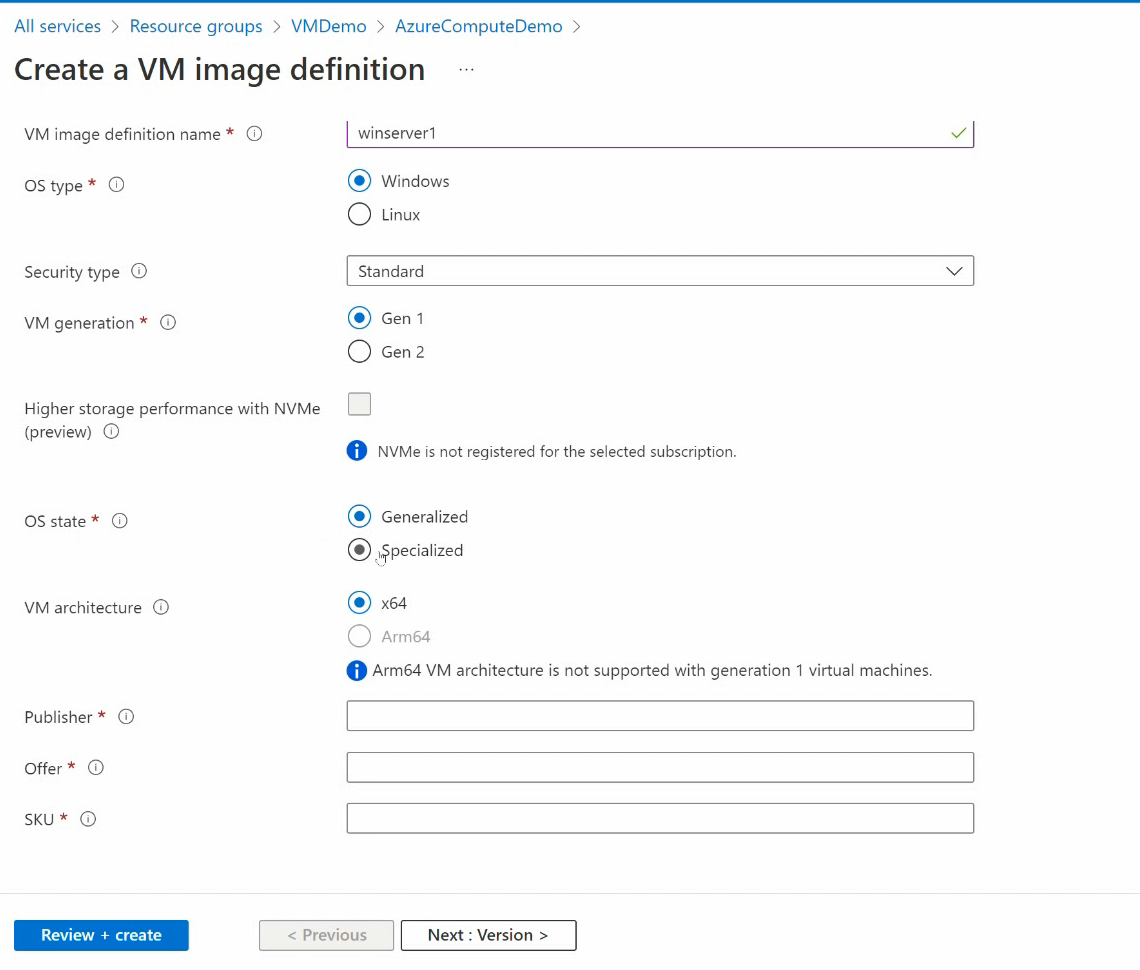 All services > Resource groups > VMDemo > AzureComputeDemo >
Create a VM image definition ...
VM image definition name * winserver1
OS type * Windows
Linux
Security type Standard
VM generation * Gen 1
Gen 2
Higher storage performance with NVMe
(preview)
NVMe is not registered for the selected subscription.
OS state * Generalized
Specialized
VM architecture x64
Arm64
Arm64 VM architecture is not supported with generation 1 virtual machines.
Publisher *
Offer *
SKU *
Review + create < Previous Next : Version >